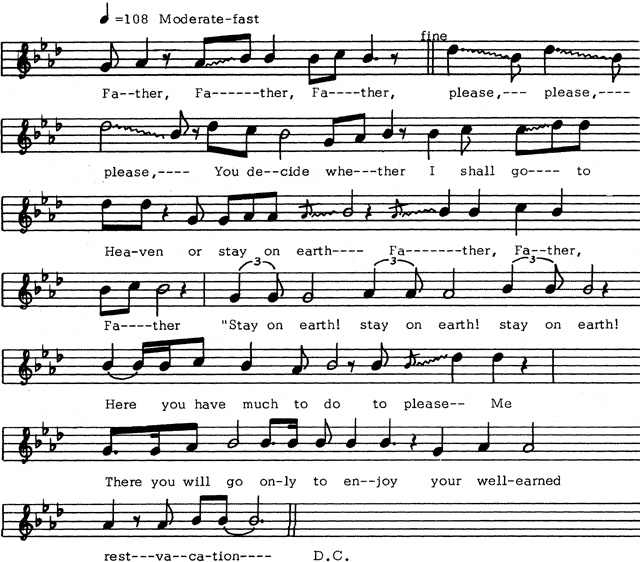 =108 Moderate-fast
fine
Fa--ther, Fa------ther, Fa----ther, please,--- please,----
please,---- You de--cide whe---ther I shall go---- to
Hea-ven or stay on earth---- Fa-------ther, Fa--ther,
3 3 3
Fa----ther "Stay on earth! stay on earth! stay on earth!
Here you have much to do to please-- Me
There you will go on-ly to en--joy your well-earned
rest---va--ca-tion---- D.C.